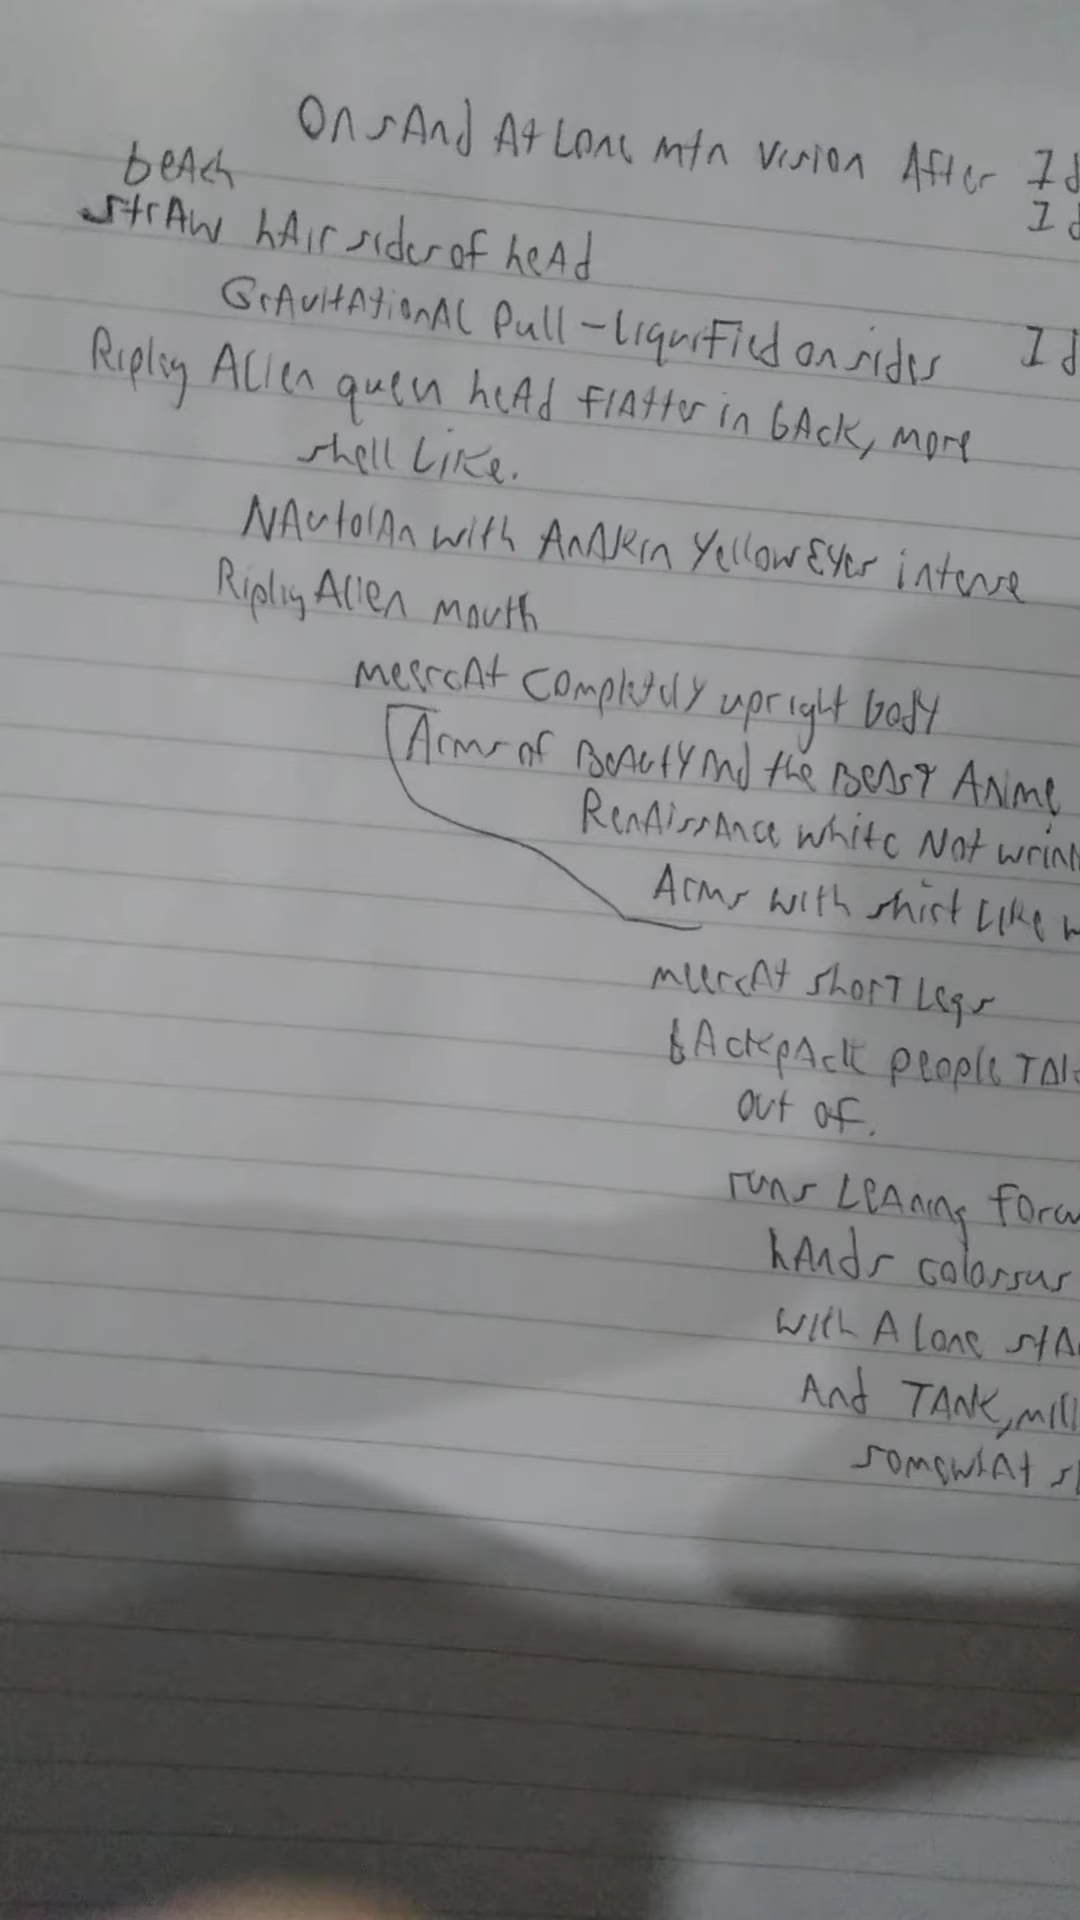 On sAnd At Lone mtn vision After I
beAch
I
strAw hAir sides of heAd
GrAvitAtionAL Pull - Liquified on sides I
Ripley ALien queen heAd flAtter in bAck, more
shell Like.
NAutolAn with AnAkin Yellow Eyes intense
Ripley ALien mouth
meercAt completely upright body
Arms of BeAuty And the BeAst Anime
RenAissAnce white Not
Arms with shirt Like
meercAt short Legs
bAckpAck people
out of.
runs LeAning
hAnds colossus
with A Lone
And TANK,
somewhAt